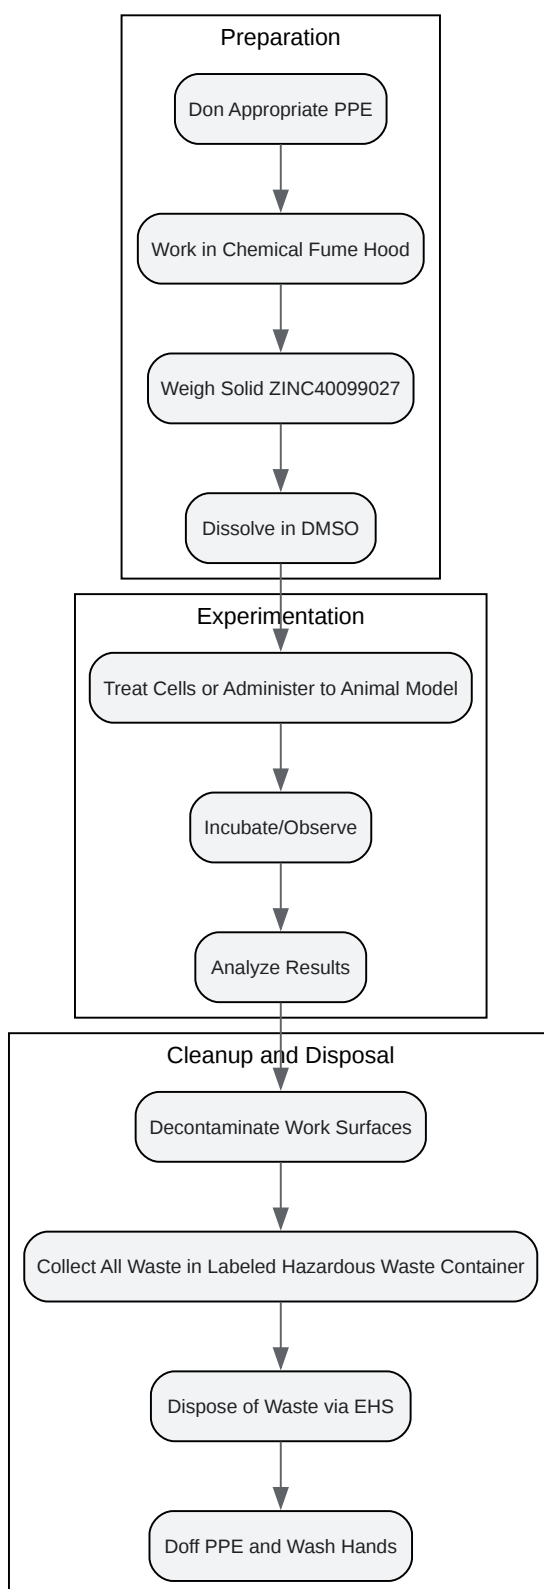 Preparation
Don Appropriate PPE
Work in Chemical Fume Hood
Weigh Solid ZINC40099027
Dissolve in DMSO
Experimentation
Treat Cells or Administer to Animal Model
Incubate/Observe
Analyze Results
Cleanup and Disposal
Decontaminate Work Surfaces
Collect All Waste in Labeled Hazardous Waste Container
Dispose of Waste via EHS
Doff PPE and Wash Hands